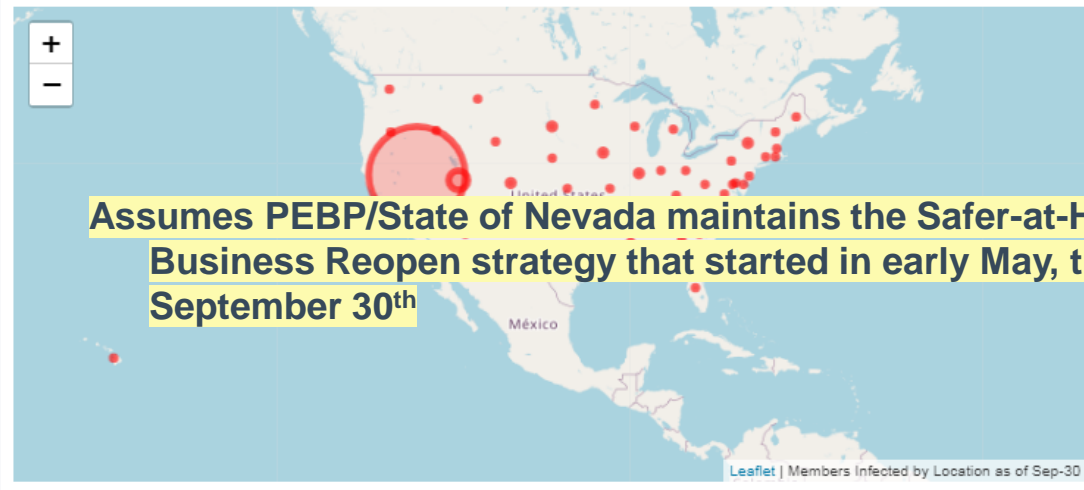 +
−
United States
Assumes PEBP/State of Nevada maintains the Safer-at-H
Business Reopen strategy that started in early May, t
September 30th
México
Leaflet | Members Infected by Location as of Sep-30